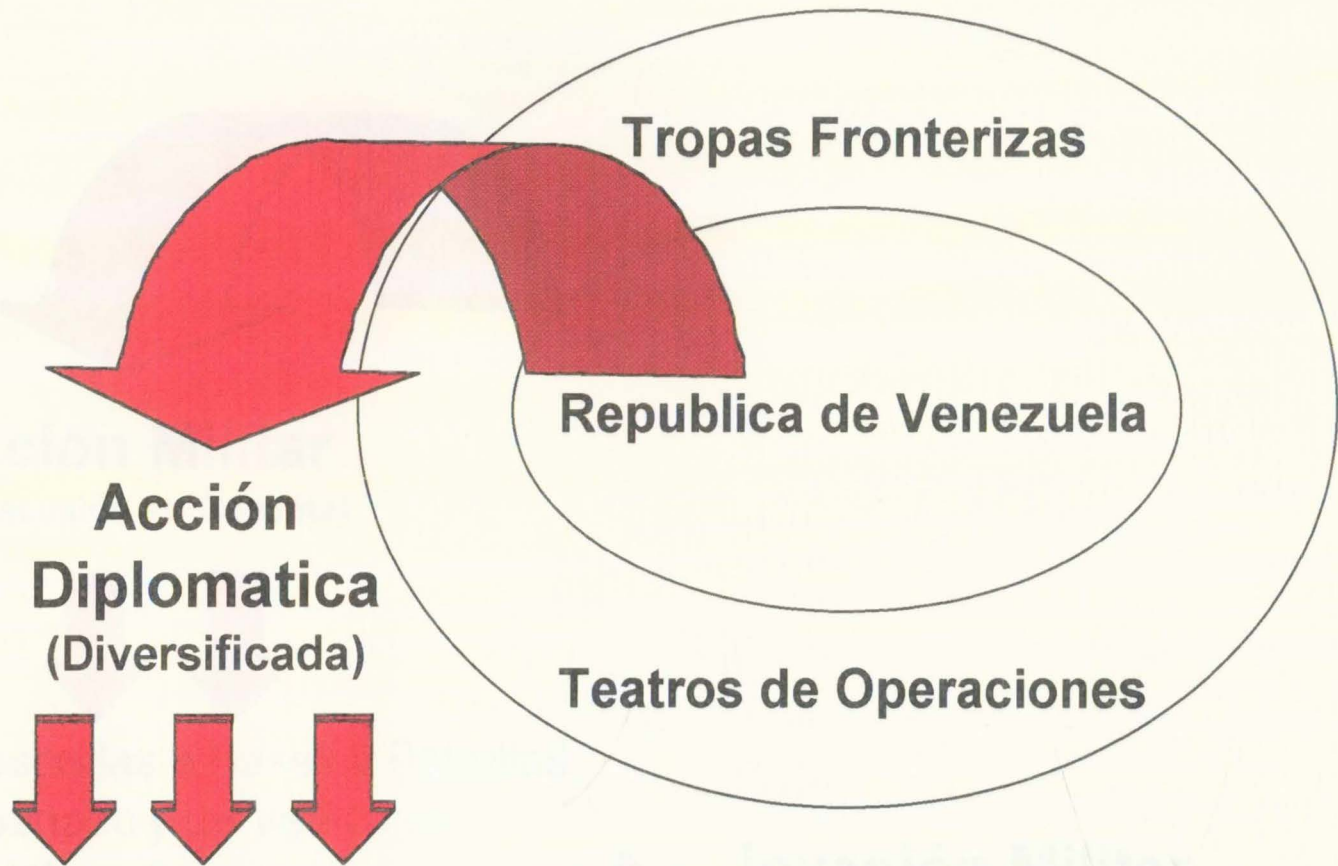 Tropas Fronterizas
Republica de Venezuela
Teatros de Operaciones
Acción
Diplomatica
(Diversificada)